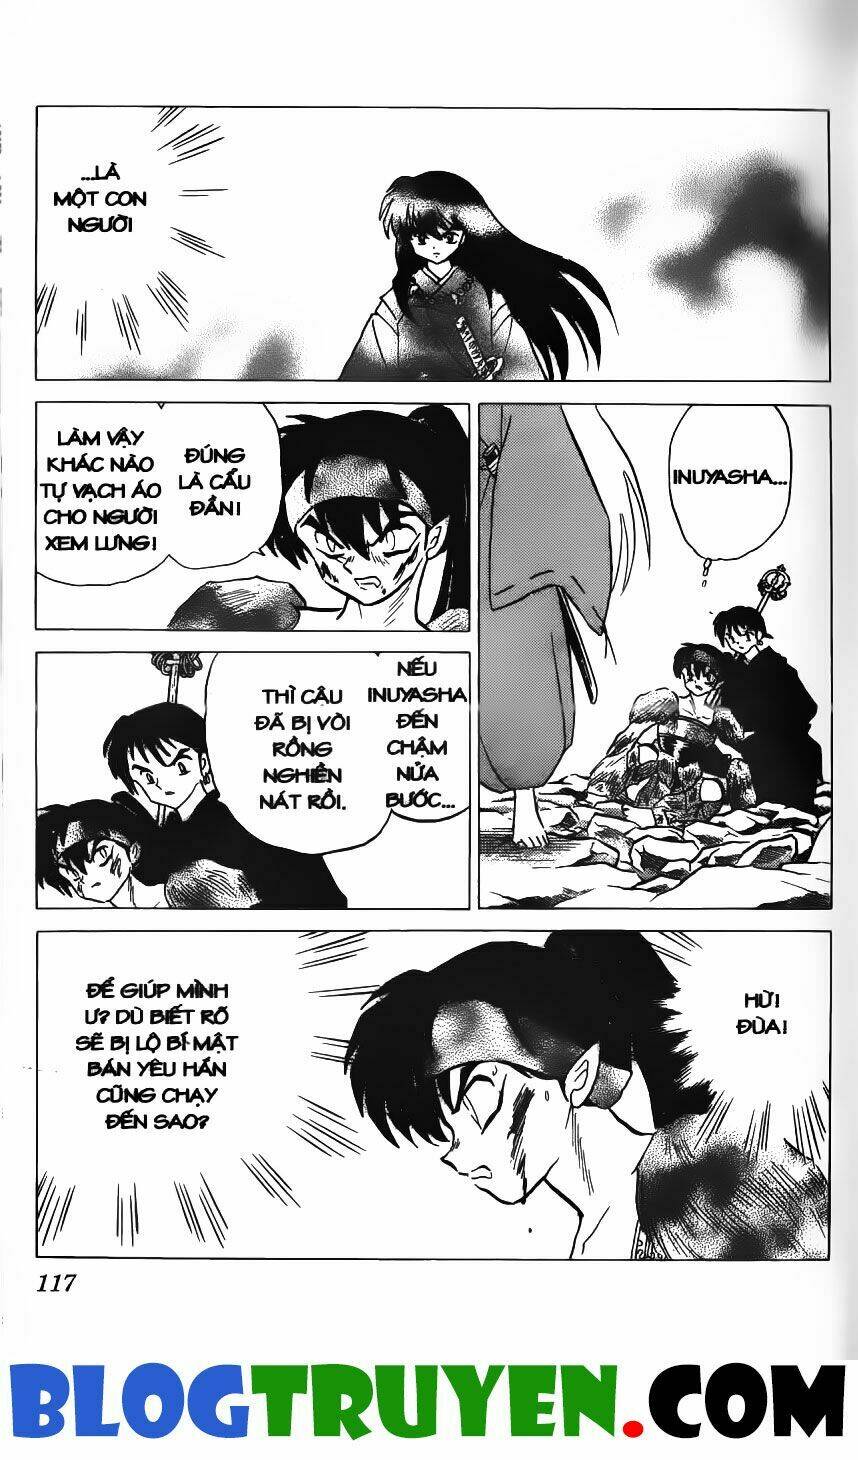 ...LÀ
MỘT CON
NGƯỜI
INUYASHA...
ĐÚNG
LÀ CẨU
ĐẦN!
LÀM VẬY
KHÁC NÀO
TỰ VẠCH ÁO
CHO NGƯỜI
XEM LƯNG!
NẾU
INUYASHA
ĐẾN
CHẬM
NỬA
BƯỚC...
THÌ CẬU
ĐÃ BỊ VÒI
RỒNG
NGHIỀN
NÁT RỒI.
HỪ!
ĐÙA!
ĐỂ GIÚP MÌNH
Ư? DÙ BIẾT RÕ
SẼ BỊ LỘ BÍ MẬT
BÁN YÊU HẮN
CŨNG CHẠY
ĐẾN SAO?
117
BLOGTRUYEN.COM